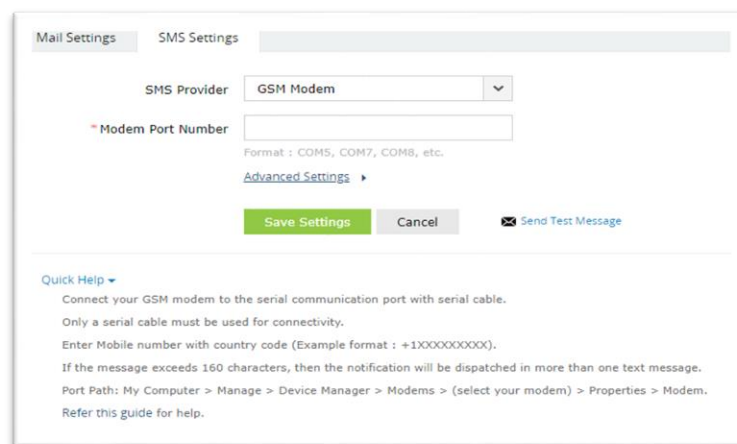 Mail Settings SMS Settings
SMS Provider GSM Modem
*Modem Port Number
Format : COM5, COM7, COM8, etc.
Advanced Settings
Save Settings Cancel Send Test Message
Quick Help
Connect your GSM modem to the serial communication port with serial cable.
Only a serial cable must be used for connectivity.
Enter Mobile number with country code (Example format : +1XXXXXXXXX).
If the message exceeds 160 characters, then the notification will be dispatched in more than one text message.
Port Path: My Computer > Manage > Device Manager > Modems > (select your modem) > Properties > Modem.
Refer this guide for help.